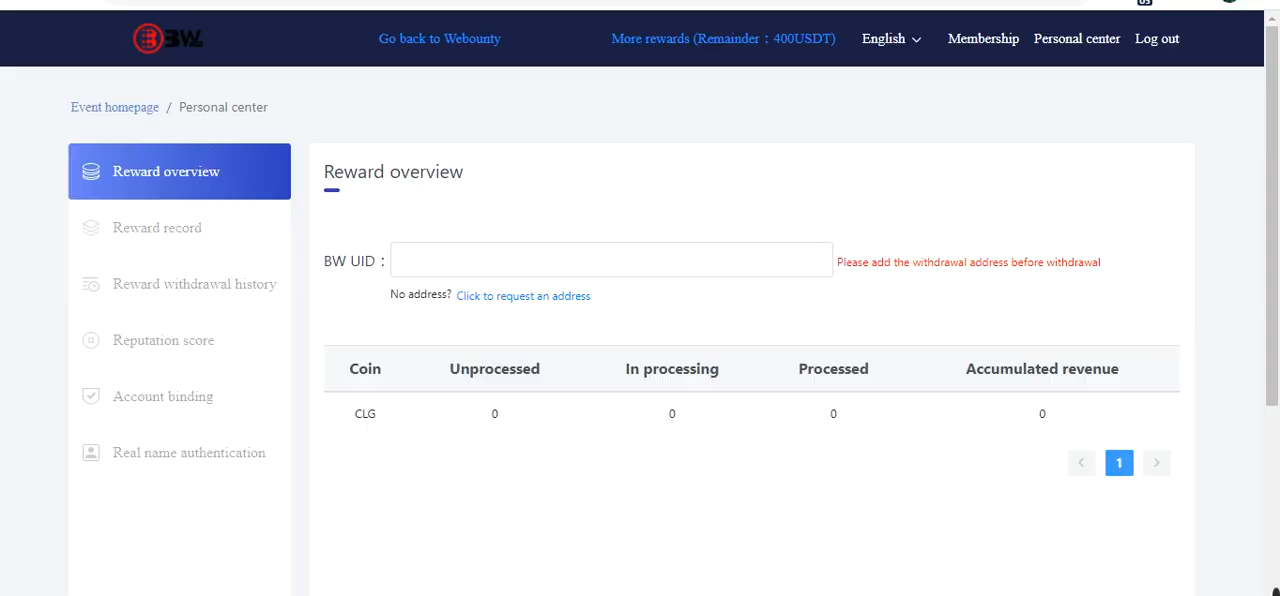 BW
Go back to Webounty
More rewards (Remainder：400USDT)
English
Membership
Personal center
Log out
Event homepage / Personal center
Reward overview
Reward record
Reward withdrawal history
Reputation score
Account binding
Real name authentication
Reward overview
BW UID：
Please add the withdrawal address before withdrawal
No address? Click to request an address
Coin Unprocessed In processing Processed Accumulated revenue
CLG 0 0 0 0
< 1 >